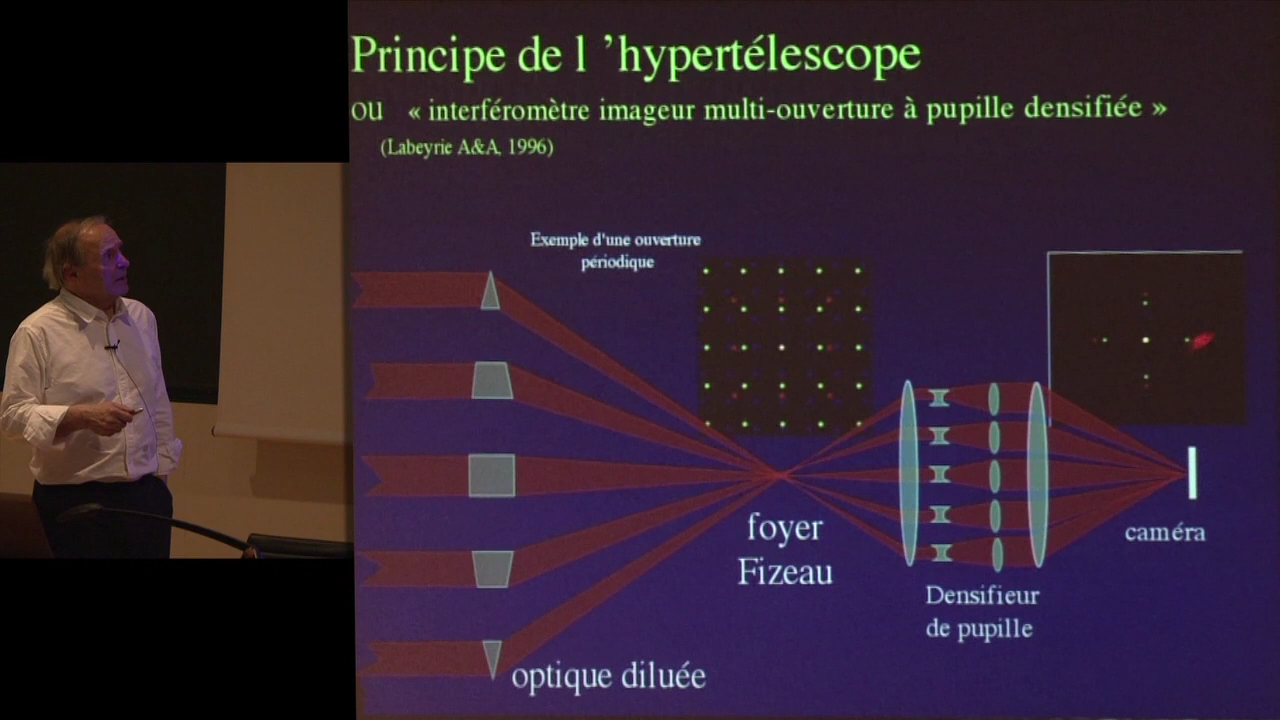 Principe de l ’hypertélescope
ou « interféromètre imageur multi-ouverture à pupille densifiée »
(Labeyrie A&A, 1996)
Exemple d'une ouverture
périodique
foyer
Fizeau
caméra
Densifieur
de pupille
optique diluée